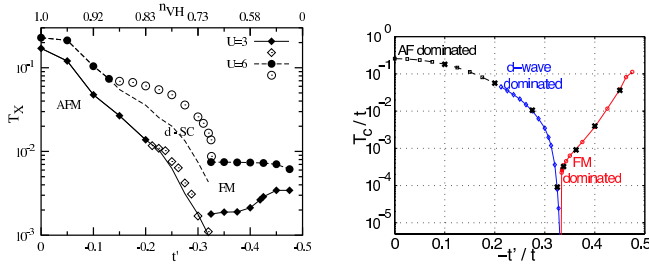 n_VH
1.0 0.92 0.83 0.73 0.58 0
T_X
10^-1
10^-2
10^-3
U=3
U=6
AFM
d-SC
FM
0 -0.1 -0.2 -0.3 -0.4 -0.5
t'
T_c / t
10^0
10^-1
10^-2
10^-3
10^-4
10^-5
AF dominated
d-wave
dominated
FM
dominated
0 0.1 0.2 0.3 0.4 0.5
-t' / t